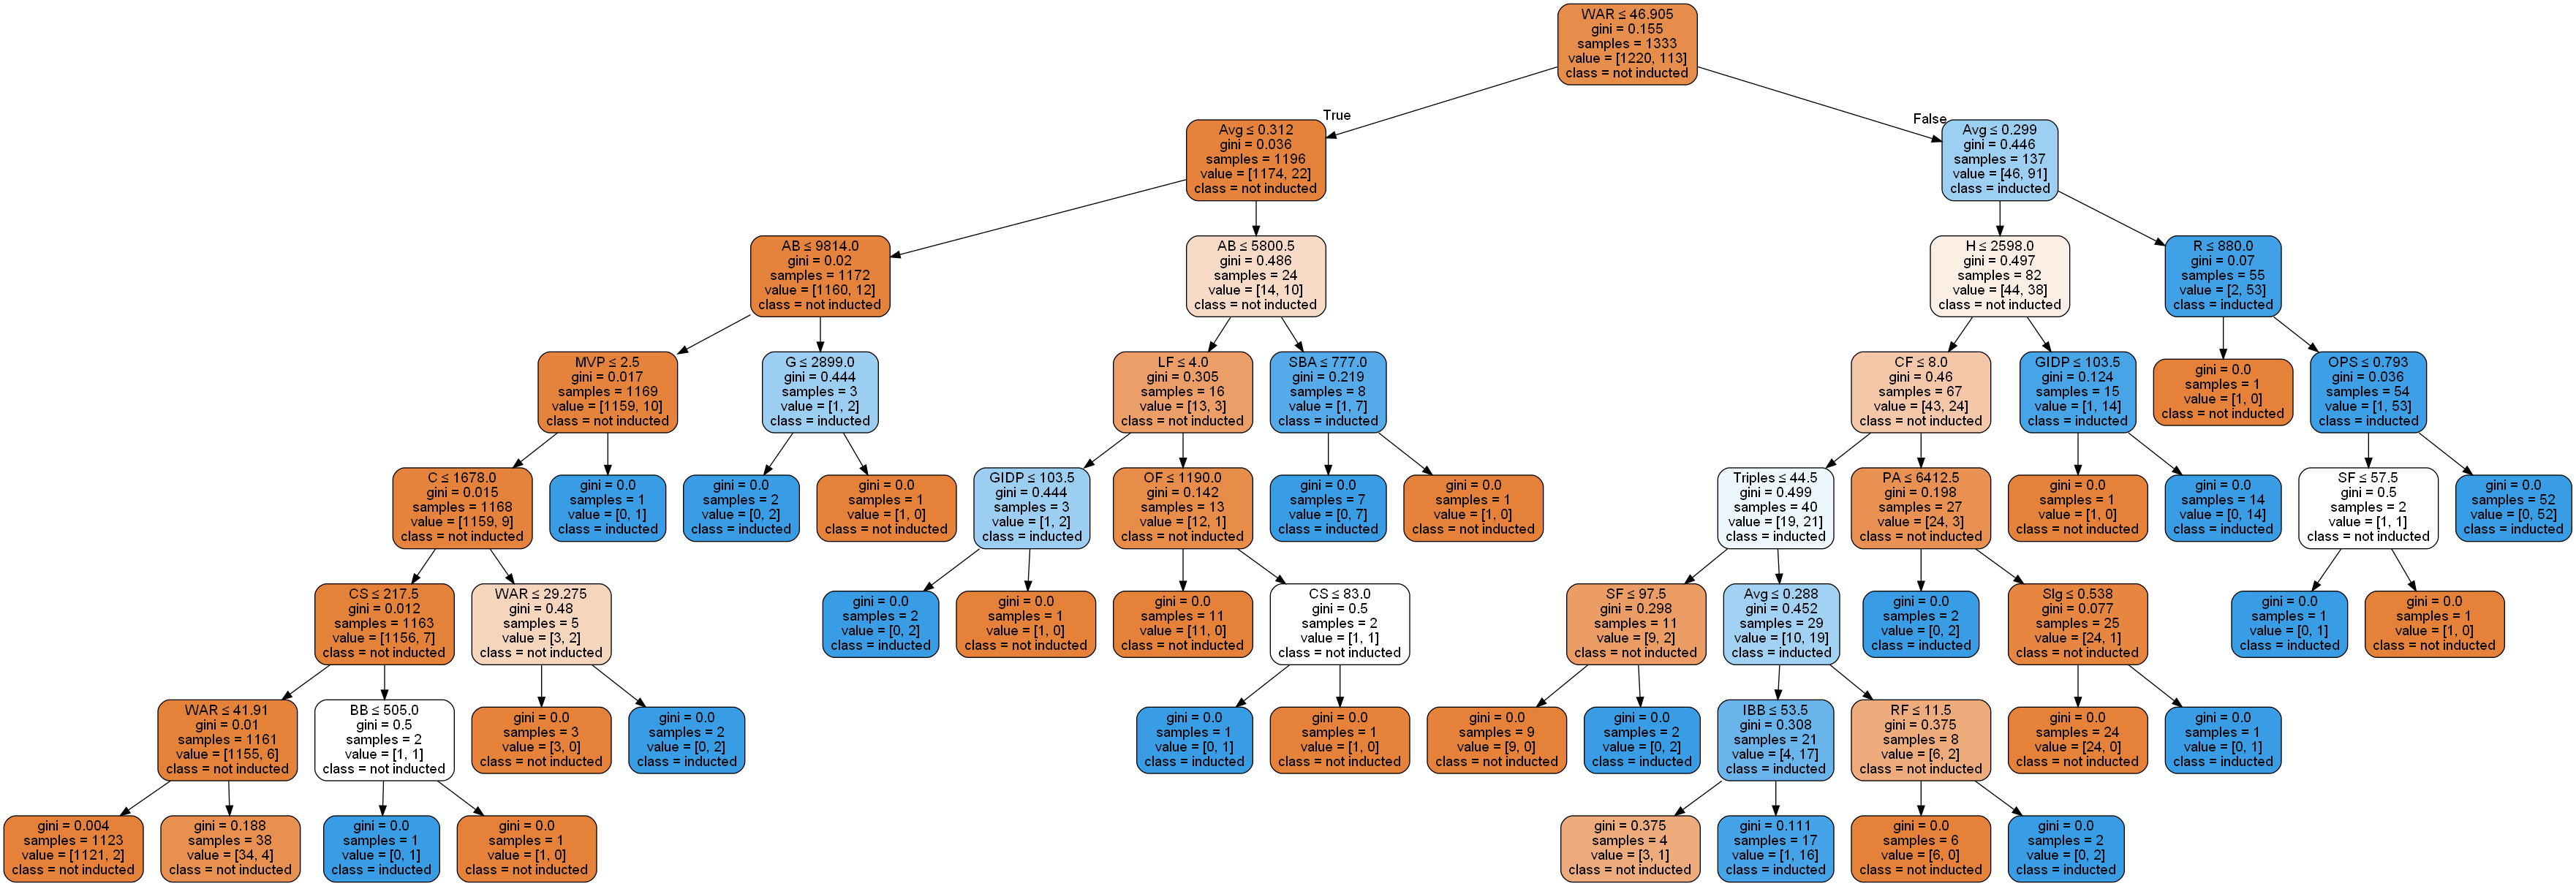 WAR ≤ 46.905
gini = 0.155
samples = 1333
value = [1220, 113]
class = not inducted
True
False
Avg ≤ 0.312
gini = 0.036
samples = 1196
value = [1174, 22]
class = not inducted
Avg ≤ 0.299
gini = 0.446
samples = 137
value = [46, 91]
class = inducted
AB ≤ 9814.0
gini = 0.02
samples = 1172
value = [1160, 12]
class = not inducted
AB ≤ 5800.5
gini = 0.486
samples = 24
value = [14, 10]
class = not inducted
H ≤ 2598.0
gini = 0.497
samples = 82
value = [44, 38]
class = not inducted
R ≤ 880.0
gini = 0.07
samples = 55
value = [2, 53]
class = inducted
MVP ≤ 2.5
gini = 0.017
samples = 1169
value = [1159, 10]
class = not inducted
G ≤ 2899.0
gini = 0.444
samples = 3
value = [1, 2]
class = inducted
LF ≤ 4.0
gini = 0.305
samples = 16
value = [13, 3]
class = not inducted
SBA ≤ 777.0
gini = 0.219
samples = 8
value = [1, 7]
class = inducted
CF ≤ 8.0
gini = 0.46
samples = 67
value = [43, 24]
class = not inducted
GIDP ≤ 103.5
gini = 0.124
samples = 15
value = [1, 14]
class = inducted
gini = 0.0
samples = 1
value = [1, 0]
class = not inducted
OPS ≤ 0.793
gini = 0.036
samples = 54
value = [1, 53]
class = inducted
C ≤ 1678.0
gini = 0.015
samples = 1168
value = [1159, 9]
class = not inducted
gini = 0.0
samples = 1
value = [0, 1]
class = inducted
gini = 0.0
samples = 2
value = [0, 2]
class = inducted
gini = 0.0
samples = 1
value = [1, 0]
class = not inducted
GIDP ≤ 103.5
gini = 0.444
samples = 3
value = [1, 2]
class = inducted
OF ≤ 1190.0
gini = 0.142
samples = 13
value = [12, 1]
class = not inducted
gini = 0.0
samples = 7
value = [0, 7]
class = inducted
gini = 0.0
samples = 1
value = [1, 0]
class = not inducted
Triples ≤ 44.5
gini = 0.499
samples = 40
value = [19, 21]
class = inducted
PA ≤ 6412.5
gini = 0.198
samples = 27
value = [24, 3]
class = not inducted
gini = 0.0
samples = 1
value = [1, 0]
class = not inducted
gini = 0.0
samples = 14
value = [0, 14]
class = inducted
SF ≤ 57.5
gini = 0.5
samples = 2
value = [1, 1]
class = not inducted
gini = 0.0
samples = 52
value = [0, 52]
class = inducted
CS ≤ 217.5
gini = 0.012
samples = 1163
value = [1156, 7]
class = not inducted
WAR ≤ 29.275
gini = 0.48
samples = 5
value = [3, 2]
class = not inducted
gini = 0.0
samples = 2
value = [0, 2]
class = inducted
gini = 0.0
samples = 1
value = [1, 0]
class = not inducted
gini = 0.0
samples = 11
value = [11, 0]
class = not inducted
CS ≤ 83.0
gini = 0.5
samples = 2
value = [1, 1]
class = not inducted
SF ≤ 97.5
gini = 0.298
samples = 11
value = [9, 2]
class = not inducted
Avg ≤ 0.288
gini = 0.452
samples = 29
value = [10, 19]
class = inducted
gini = 0.0
samples = 2
value = [0, 2]
class = inducted
Slg ≤ 0.538
gini = 0.077
samples = 25
value = [24, 1]
class = not inducted
gini = 0.0
samples = 1
value = [0, 1]
class = inducted
gini = 0.0
samples = 1
value = [1, 0]
class = not inducted
WAR ≤ 41.91
gini = 0.01
samples = 1161
value = [1155, 6]
class = not inducted
BB ≤ 505.0
gini = 0.5
samples = 2
value = [1, 1]
class = not inducted
gini = 0.0
samples = 3
value = [3, 0]
class = not inducted
gini = 0.0
samples = 2
value = [0, 2]
class = inducted
gini = 0.0
samples = 1
value = [0, 1]
class = inducted
gini = 0.0
samples = 1
value = [1, 0]
class = not inducted
gini = 0.0
samples = 9
value = [9, 0]
class = not inducted
gini = 0.0
samples = 2
value = [0, 2]
class = inducted
IBB ≤ 53.5
gini = 0.308
samples = 21
value = [4, 17]
class = inducted
RF ≤ 11.5
gini = 0.375
samples = 8
value = [6, 2]
class = not inducted
gini = 0.0
samples = 24
value = [24, 0]
class = not inducted
gini = 0.0
samples = 1
value = [0, 1]
class = inducted
gini = 0.004
samples = 1123
value = [1121, 2]
class = not inducted
gini = 0.188
samples = 38
value = [34, 4]
class = not inducted
gini = 0.0
samples = 1
value = [0, 1]
class = inducted
gini = 0.0
samples = 1
value = [1, 0]
class = not inducted
gini = 0.375
samples = 4
value = [3, 1]
class = not inducted
gini = 0.111
samples = 17
value = [1, 16]
class = inducted
gini = 0.0
samples = 6
value = [6, 0]
class = not inducted
gini = 0.0
samples = 2
value = [0, 2]
class = inducted